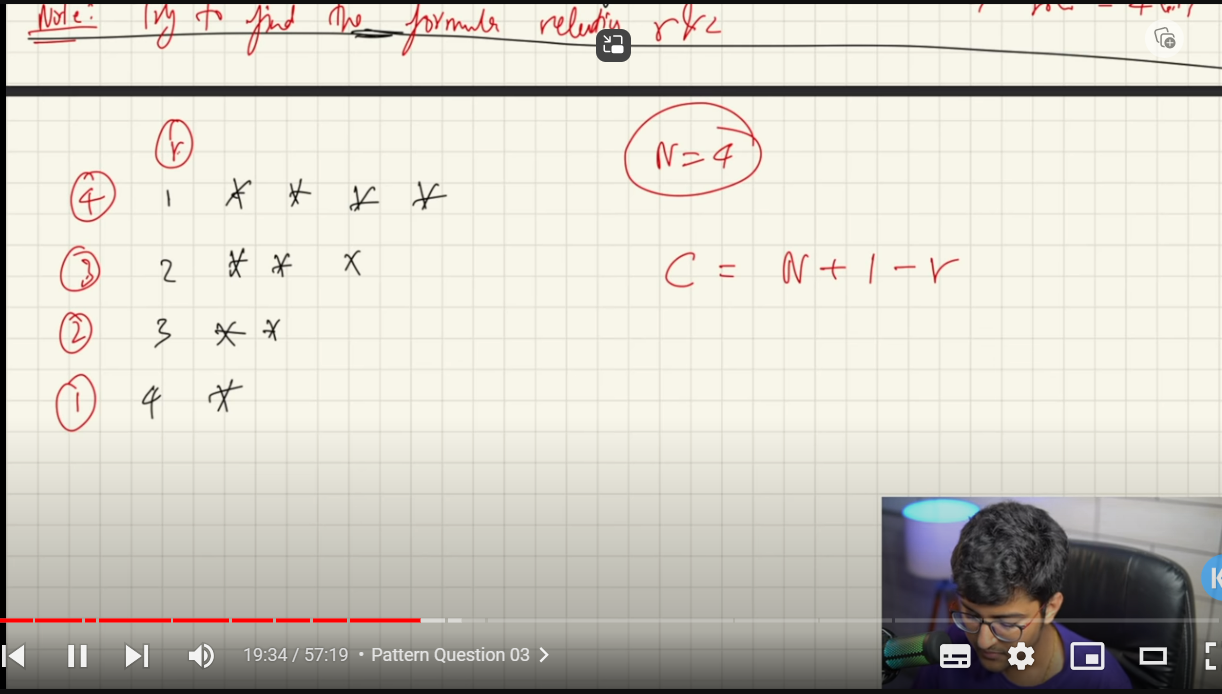 Note: Try to find the formula relation r & c
r
N = 4
4 1 * * * *
3 2 * * *
C = N + 1 - r
2 3 * *
1 4 *
19:34 / 57:19 • Pattern Question 03 >